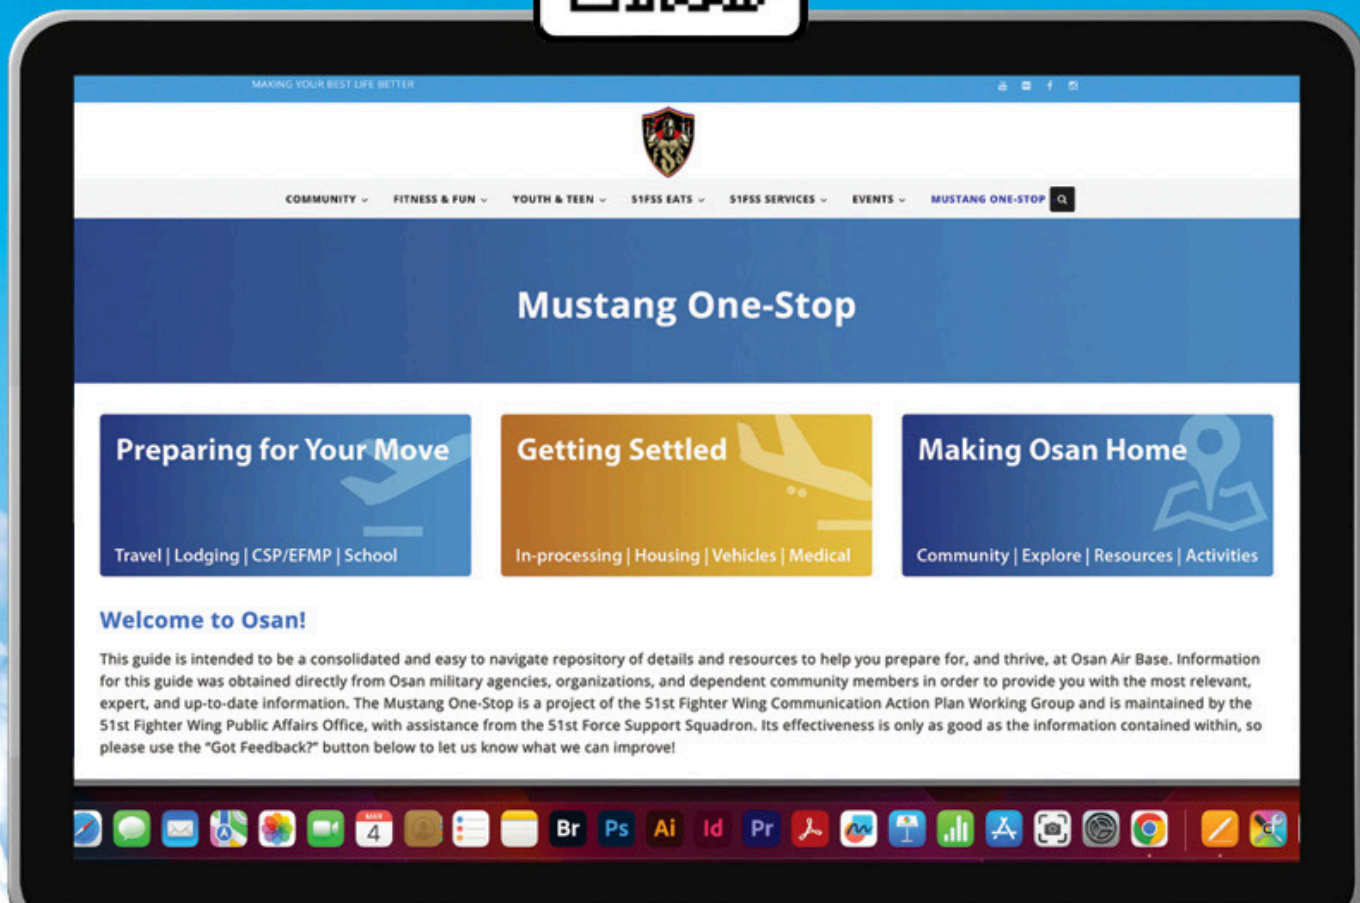 MAKING YOUR BEST LIFE BETTER
FSS
COMMUNITY FITNESS & FUN YOUTH & TEEN 51FSS EATS 51FSS SERVICES EVENTS MUSTANG ONE-STOP
Mustang One-Stop
Preparing for Your Move
Travel | Lodging | CSP/EFMP | School
Getting Settled
In-processing | Housing | Vehicles | Medical
Making Osan Home
Community | Explore | Resources | Activities
Welcome to Osan!
This guide is intended to be a consolidated and easy to navigate repository of details and resources to help you prepare for, and thrive, at Osan Air Base. Information
for this guide was obtained directly from Osan military agencies, organizations, and dependent community members in order to provide you with the most relevant,
expert, and up-to-date information. The Mustang One-Stop is a project of the 51st Fighter Wing Communication Action Plan Working Group and is maintained by the
51st Fighter Wing Public Affairs Office, with assistance from the 51st Force Support Squadron. Its effectiveness is only as good as the information contained within, so
please use the "Got Feedback?" button below to let us know what we can improve!
MAR
4
Br Ps Ai Id Pr